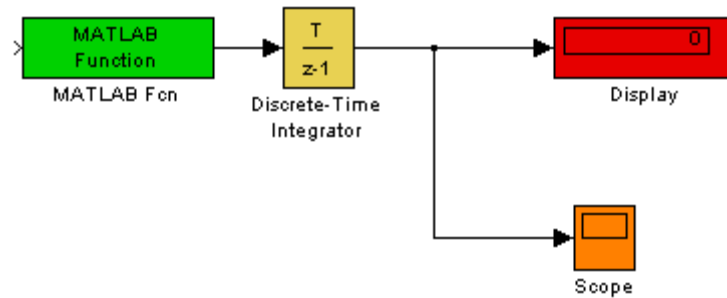 MATLAB
Function
MATLAB Fcn
T
z-1
Discrete-Time
Integrator
0
Display
Scope